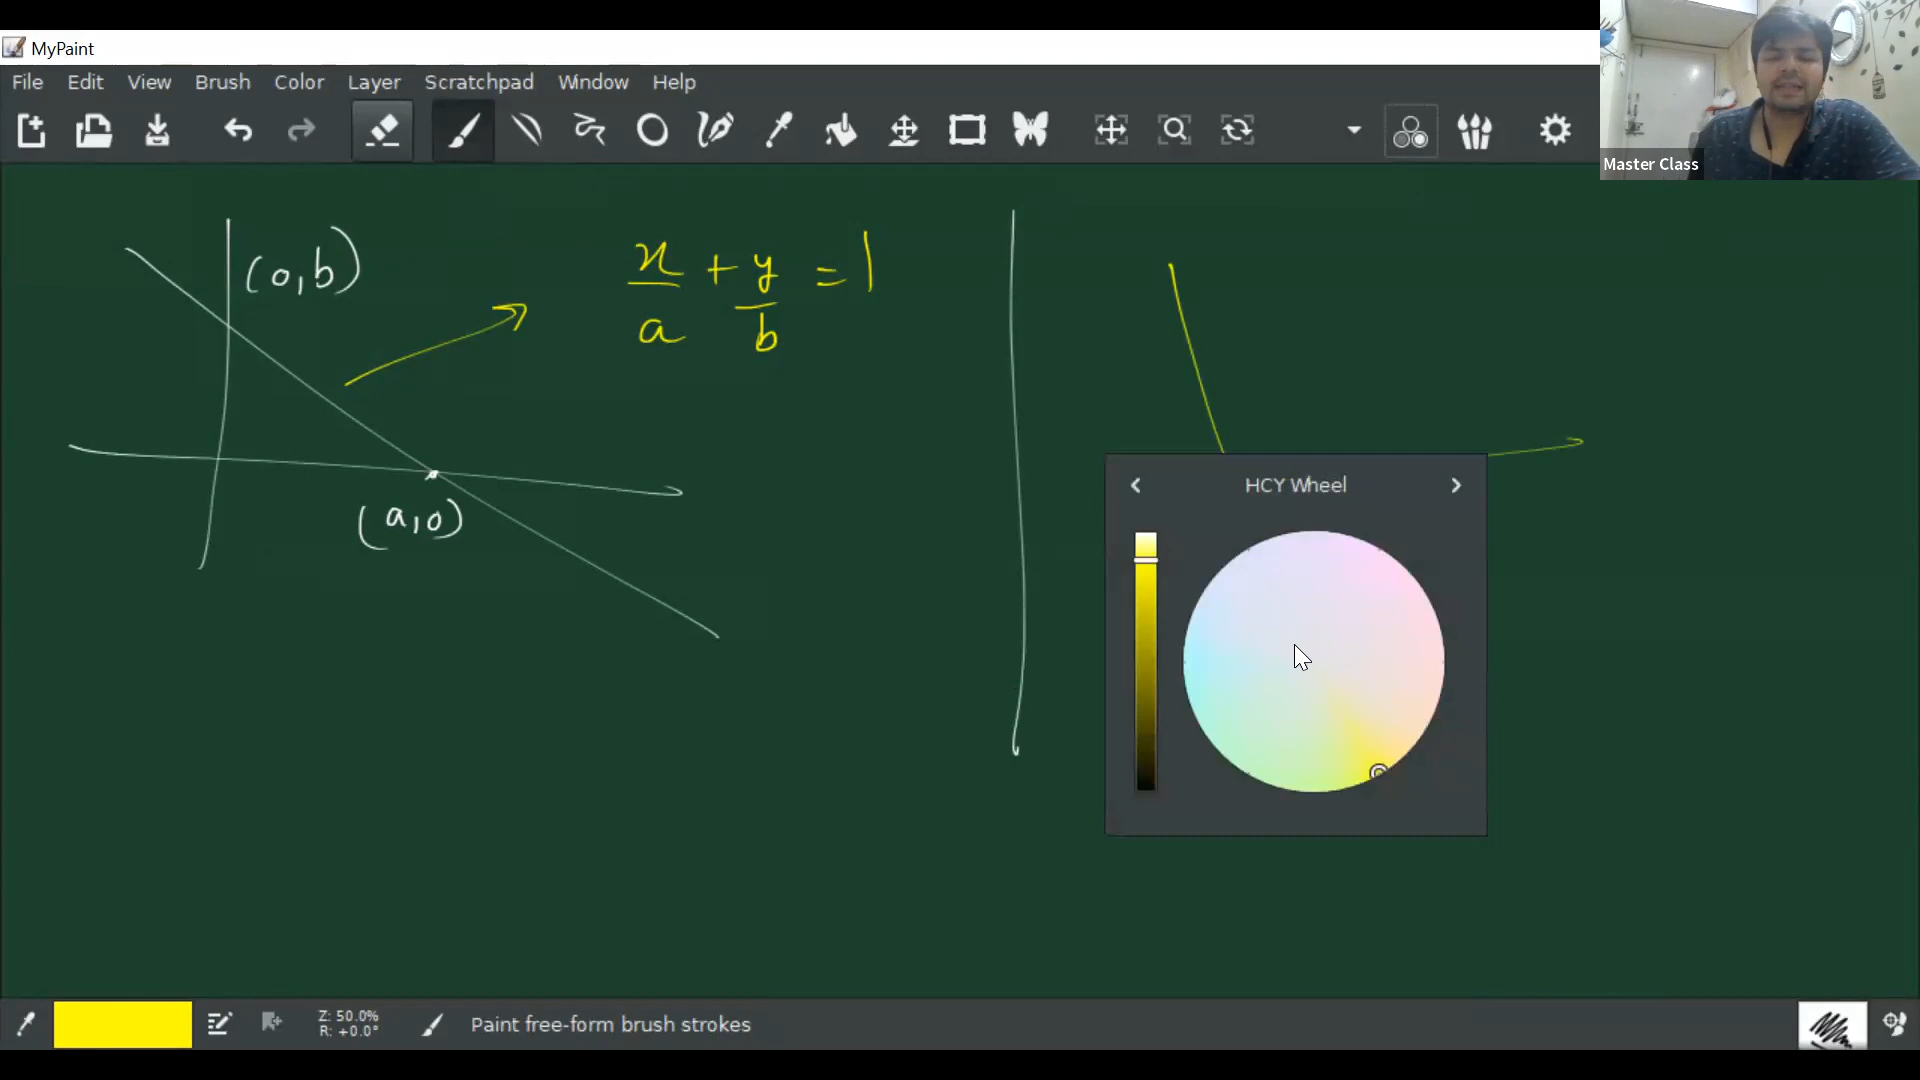 MyPaint
File Edit View Brush Color Layer Scratchpad Window Help
Master Class
(0,b)
x/a + y/b = 1
(a,0)
HCY Wheel
Z: 50.0%
R: +0.0°
Paint free-form brush strokes